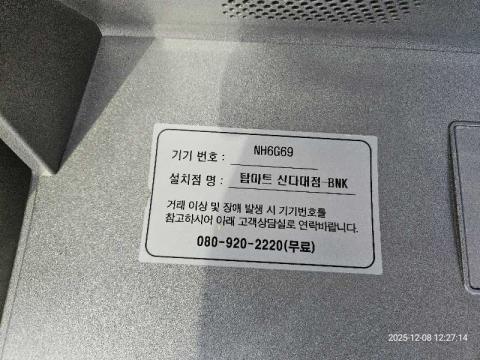 기기 번호 : NH6G69
설치점 명 : 탑마트 신다대점-BNK
거래 이상 및 장애 발생 시 기기번호를
참고하시어 아래 고객상담실로 연락바랍니다.
080-920-2220(무료)
2025-12-08 12:27:14